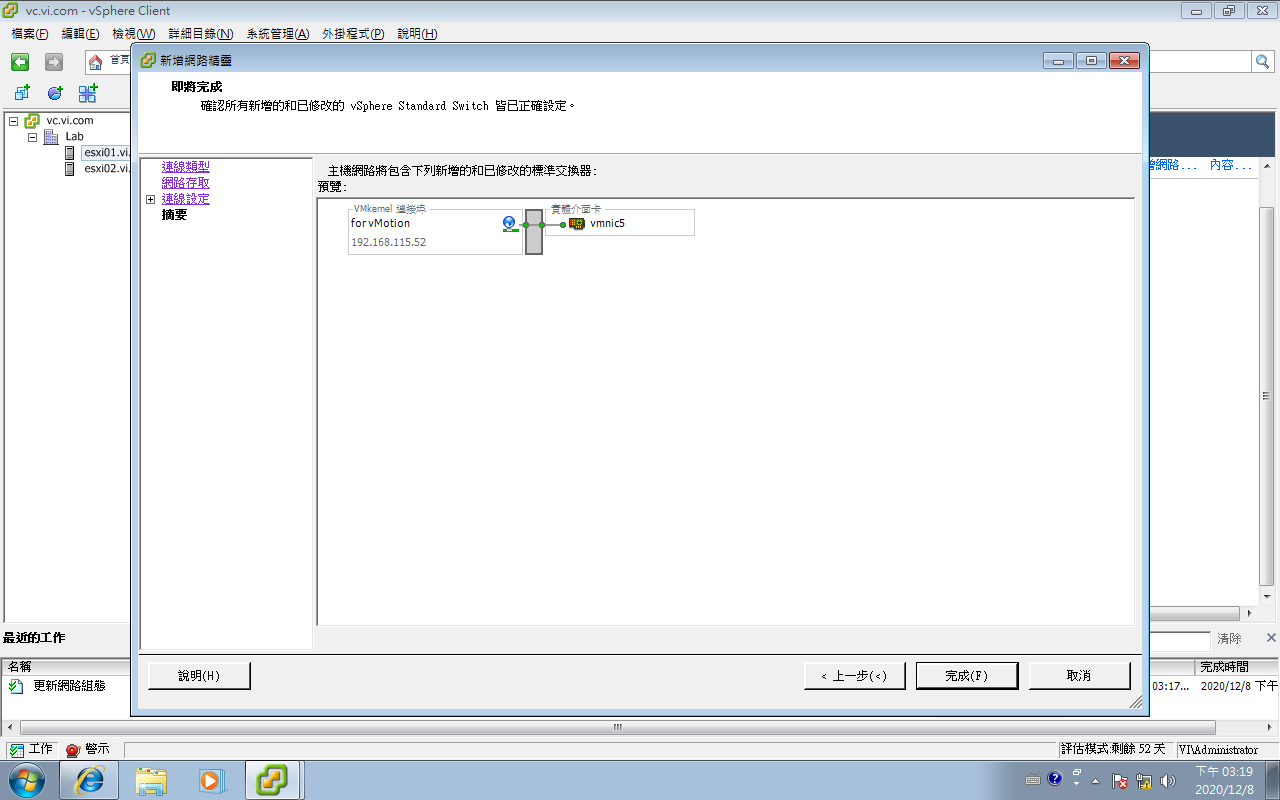 vc.vi.com - vSphere Client
檔案(F) 編輯(E) 檢視(W) 詳細目錄(N) 系統管理(A) 外掛程式(P) 說明(H)
首頁
新增網路精靈
即將完成
確認所有新增的和已修改的 vSphere Standard Switch 皆已正確設定。
vc.vi.com
Lab
esxi01.vi.
esxi02.vi.
連線類型
網路存取
連線設定
摘要
主機網路將包含下列新增的和已修改的標準交換器:
預覽:
VMkernel 連接埠
for vMotion
192.168.115.52
實體介面卡
vmnic5
增網路... 內容...
說明(H) < 上一步(<) 完成(F) 取消
最近的工作
清除
名稱
完成時間
更新網路組態
03:17... 2020/12/8 下午
工作 警示
評估模式:剩餘 52 天 VI\Administrator
下午 03:19
2020/12/8